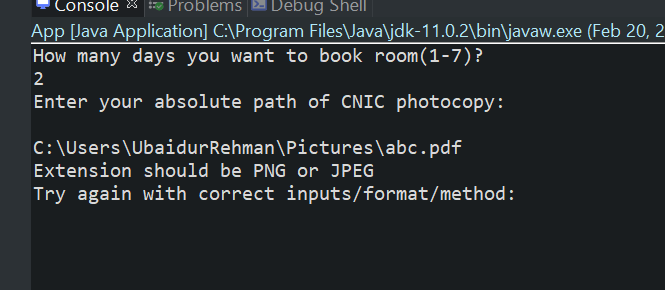 Console Problems Debug Shell
App [Java Application] C:\Program Files\Java\jdk-11.0.2\bin\javaw.exe (Feb 20, 2
How many days you want to book room(1-7)?
2
Enter your absolute path of CNIC photocopy:
C:\Users\UbaidurRehman\Pictures\abc.pdf
Extension should be PNG or JPEG
Try again with correct inputs/format/method: